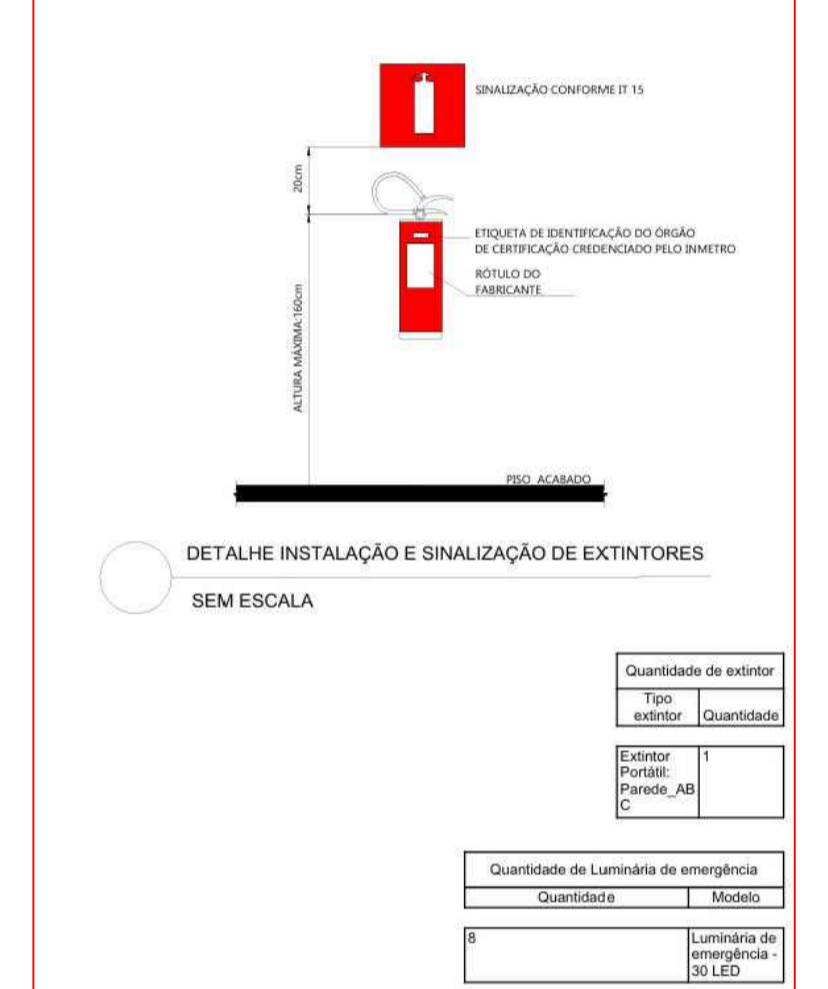 SINALIZAÇÃO CONFORME IT 15
20cm
ETIQUETA DE IDENTIFICAÇÃO DO ÓRGÃO
DE CERTIFICAÇÃO CREDENCIADO PELO INMETRO
RÓTULO DO
FABRICANTE
ALTURA MÁXIMA:160cm
PISO ACABADO
DETALHE INSTALAÇÃO E SINALIZAÇÃO DE EXTINTORES
SEM ESCALA
Quantidade de extintor
Tipo
extintor Quantidade
Extintor 1
Portátil:
Parede_AB
C
Quantidade de Luminária de emergência
Quantidade Modelo
8 Luminária de
emergência -
30 LED